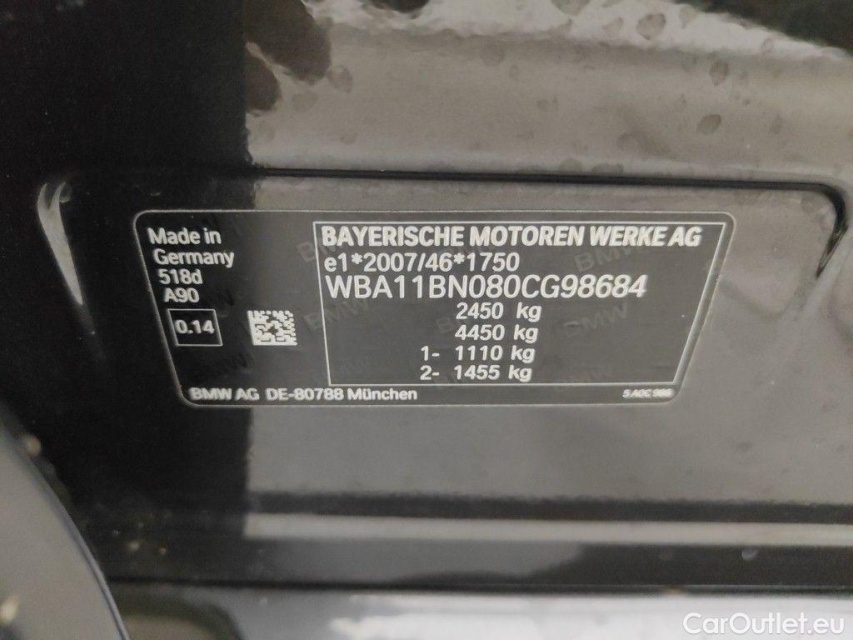 Made in
Germany
518d
A90
0.14
BAYERISCHE MOTOREN WERKE AG
e1*2007/46*1750
WBA11BN080CG98684
2450 kg
4450 kg
1- 1110 kg
2- 1455 kg
BMW AG DE-80788 München
CarOutlet.eu